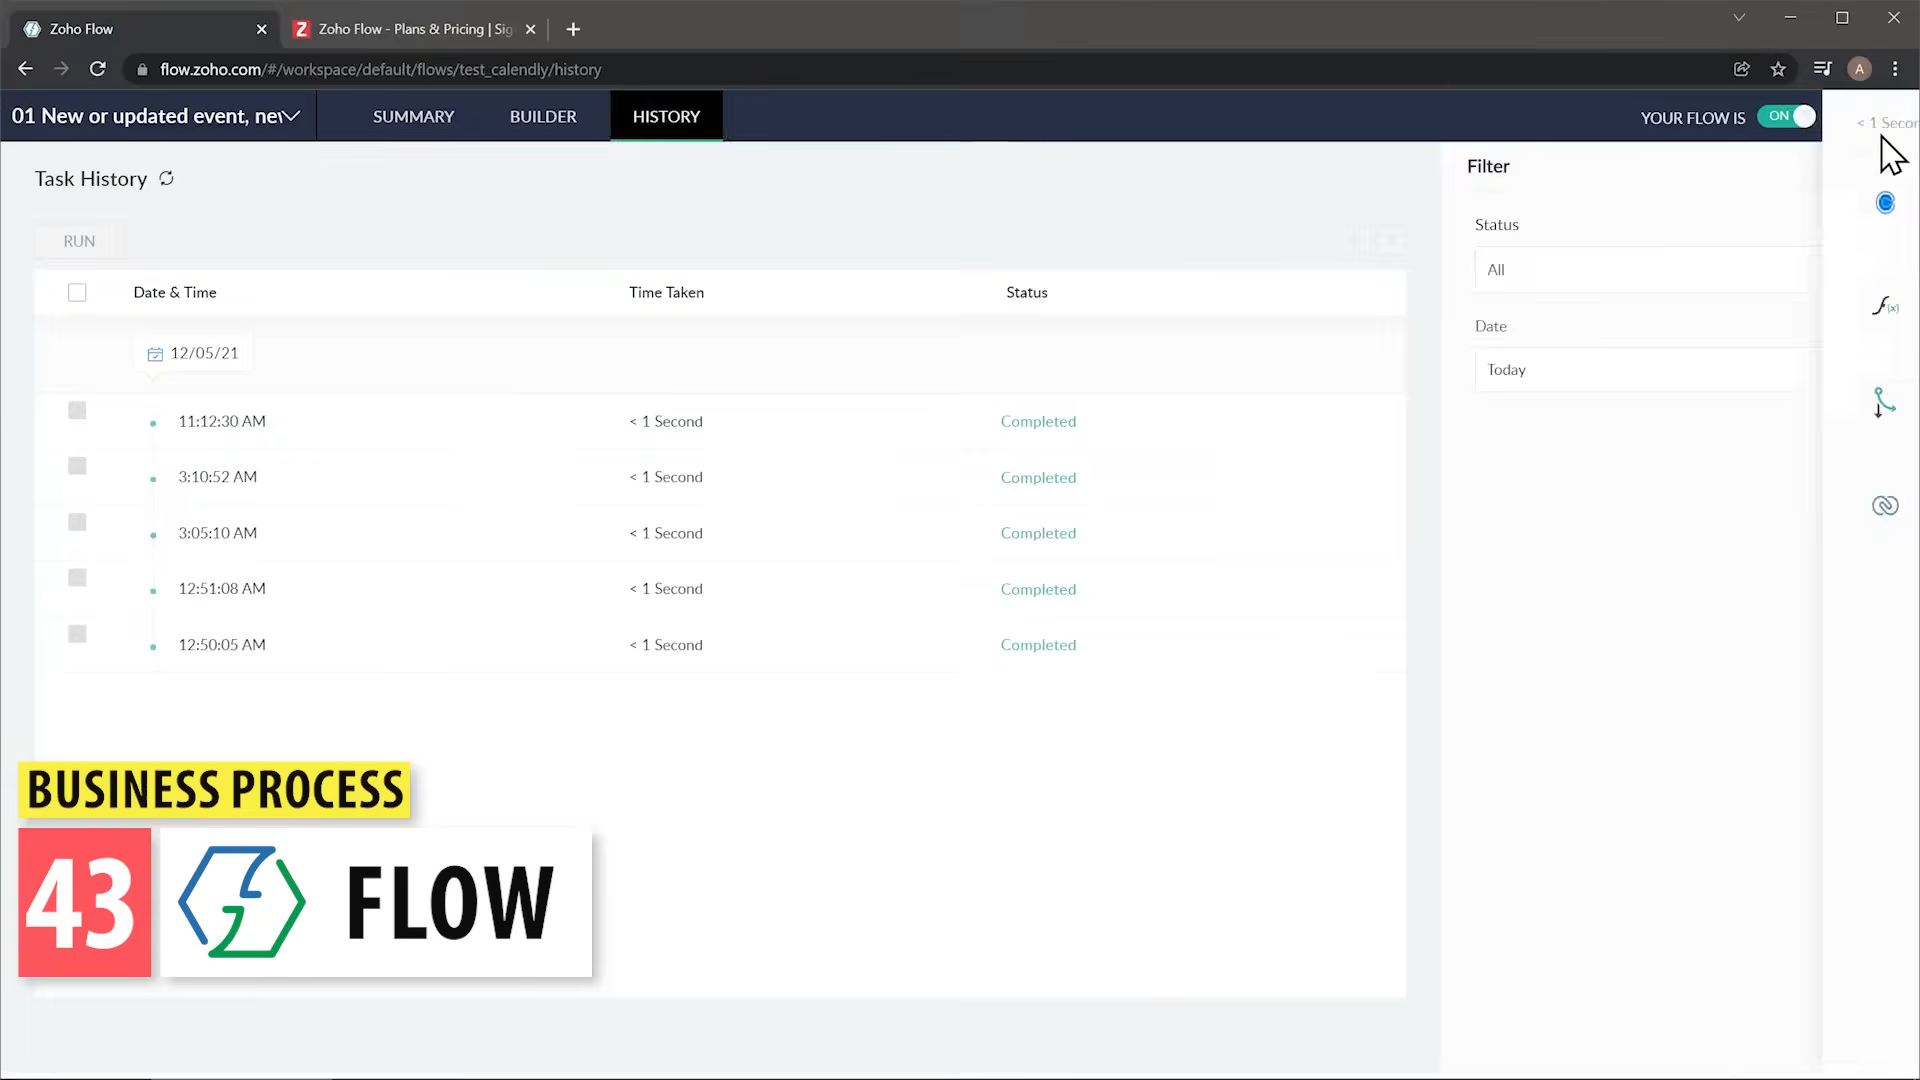 Zoho Flow
Zoho Flow - Plans & Pricing | Sig
flow.zoho.com/#/workspace/default/flows/test_calendly/history
A
01 New or updated event, nev
SUMMARY
BUILDER
HISTORY
YOUR FLOW IS
ON
< 1 Secon
Task History
RUN
Date & Time
Time Taken
Status
12/05/21
11:12:30 AM
< 1 Second
Completed
3:10:52 AM
< 1 Second
Completed
3:05:10 AM
< 1 Second
Completed
12:51:08 AM
< 1 Second
Completed
12:50:05 AM
< 1 Second
Completed
Filter
Status
All
Date
Today
f(x)
BUSINESS PROCESS
43
FLOW